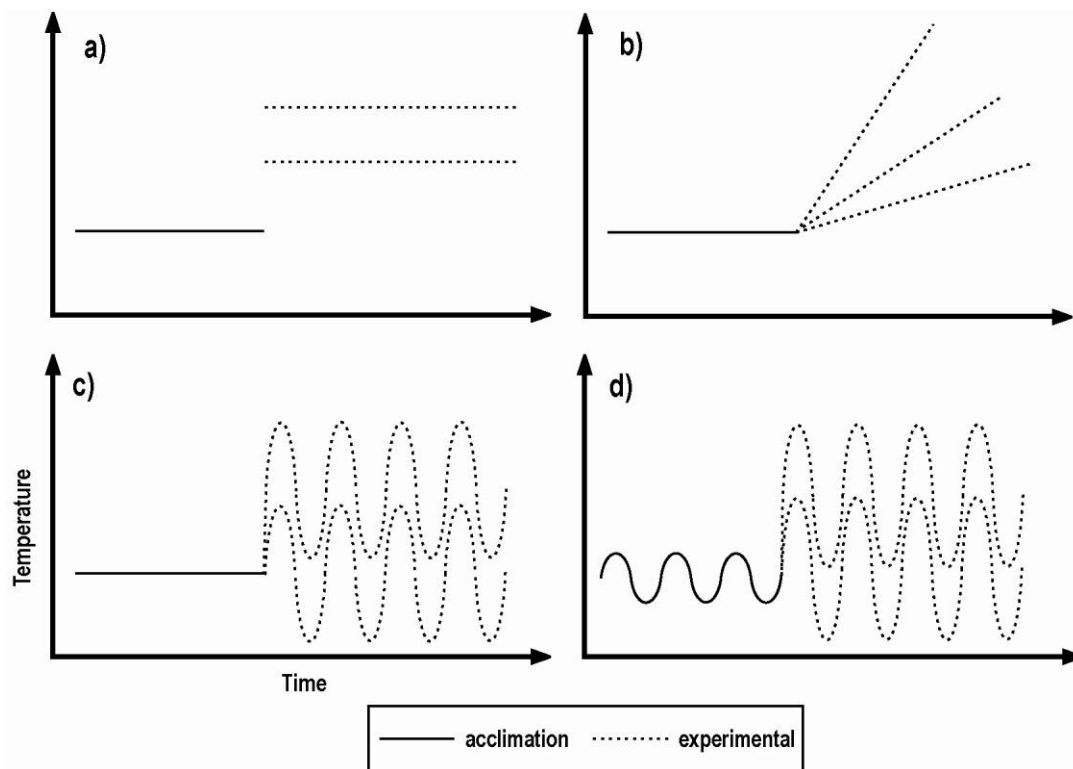 a)
b)
c)
d)
Temperature
Time
acclimation
experimental